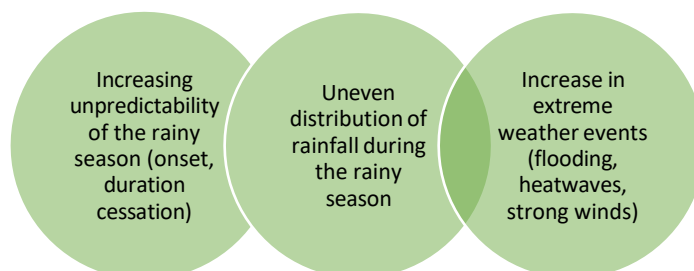 Increasing
unpredictability
of the rainy
season (onset,
duration
cessation)
Uneven
distribution of
rainfall during
the rainy
season
Increase in
extreme
weather events
(flooding,
heatwaves,
strong winds)